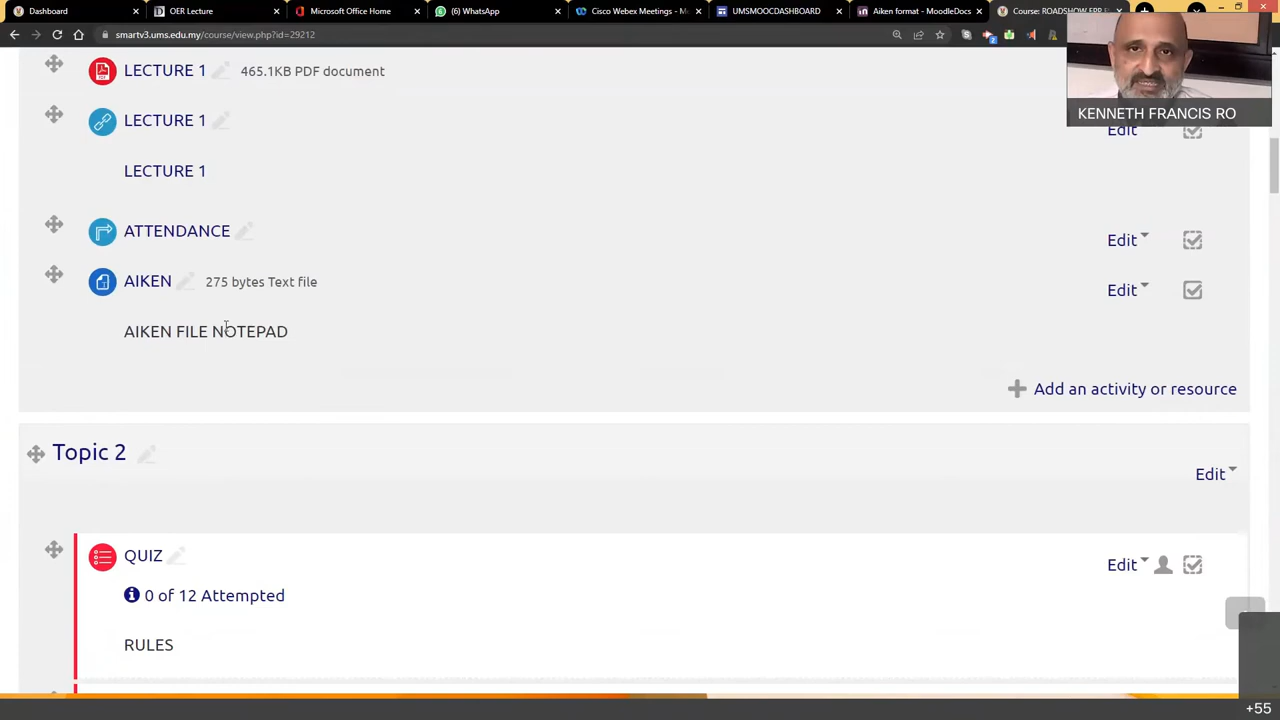 Dashboard
OER Lecture
Microsoft Office Home
(6) WhatsApp
Cisco Webex Meetings - M
UMSMOOCDASHBOARD
Aiken format - MoodleDocs
Course: ROADSHOW FPP
smartv3.ums.edu.my/course/view.php?id=29212
LECTURE 1 465.1KB PDF document
KENNETH FRANCIS RO
LECTURE 1 Edit
LECTURE 1
ATTENDANCE Edit
AIKEN 275 bytes Text file Edit
AIKEN FILE NOTEPAD
Add an activity or resource
Topic 2 Edit
QUIZ Edit
0 of 12 Attempted
RULES
+55